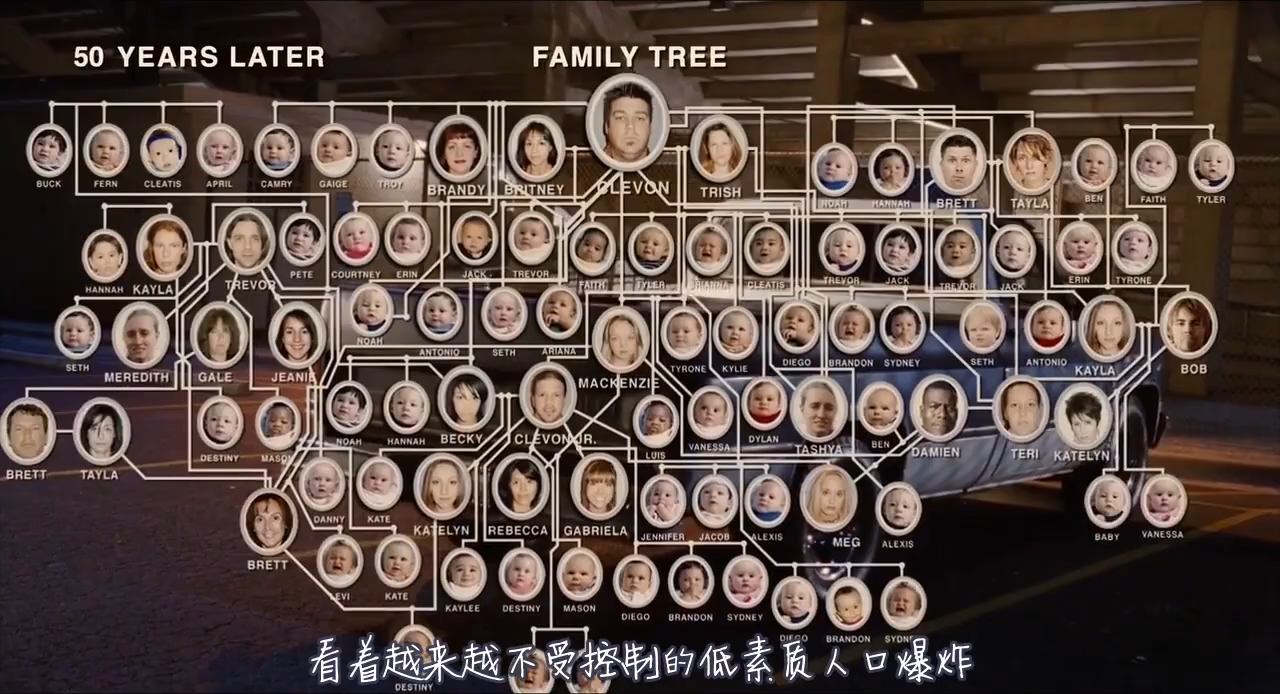 50 YEARS LATER
FAMILY TREE
BUCK FERN CLEATIS APRIL CAMRY GAIGE TROY BRANDY BRITNEY CLEVON TRISH NOAH HANNAH BRETT TAYLA BEN FAITH TYLER
HANNAH KAYLA TREVOR PETE COURTNEY ERIN JACK TREVOR FAITH TYLER BRIANNA CLEATIS TREVOR JACK TREVOR JACK ERIN TYRONE
SETH MEREDITH GALE JEANIE NOAH ANTONIO SETH ARIANA MACKENZIE TYRONE KYLIE DIEGO BRANDON SYDNEY SETH ANTONIO KAYLA BOB
BRETT TAYLA DESTINY MASON NOAH HANNAH BECKY CLEVON JR. LUIS VANESSA DYLAN TASHYA BEN DAMIEN TERI KATELYN
BRETT DANNY KATE KATELYN REBECCA GABRIELA JENNIFER JACOB ALEXIS MEG ALEXIS BABY VANESSA
LEVI KATE KAYLEE DESTINY MASON DIEGO BRANDON SYDNEY DIEGO BRANDON SYDNEY
看着越来越不受控制的低素质人口爆炸
DESTINY